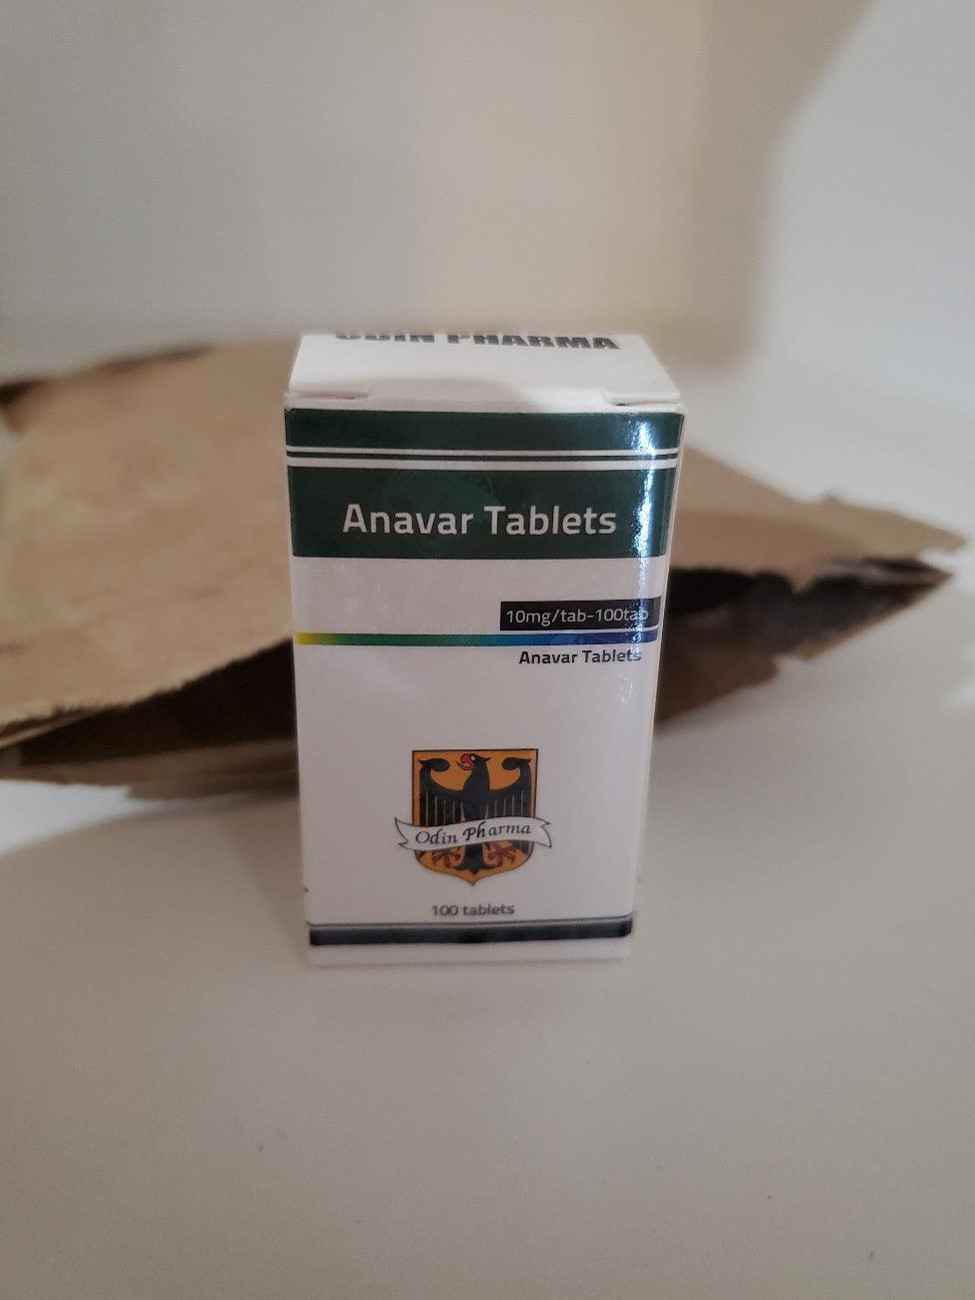 ODIN PHARMA
Anavar Tablets
10mg/tab-100tab
Anavar Tablets
Odin Pharma
100 tablets